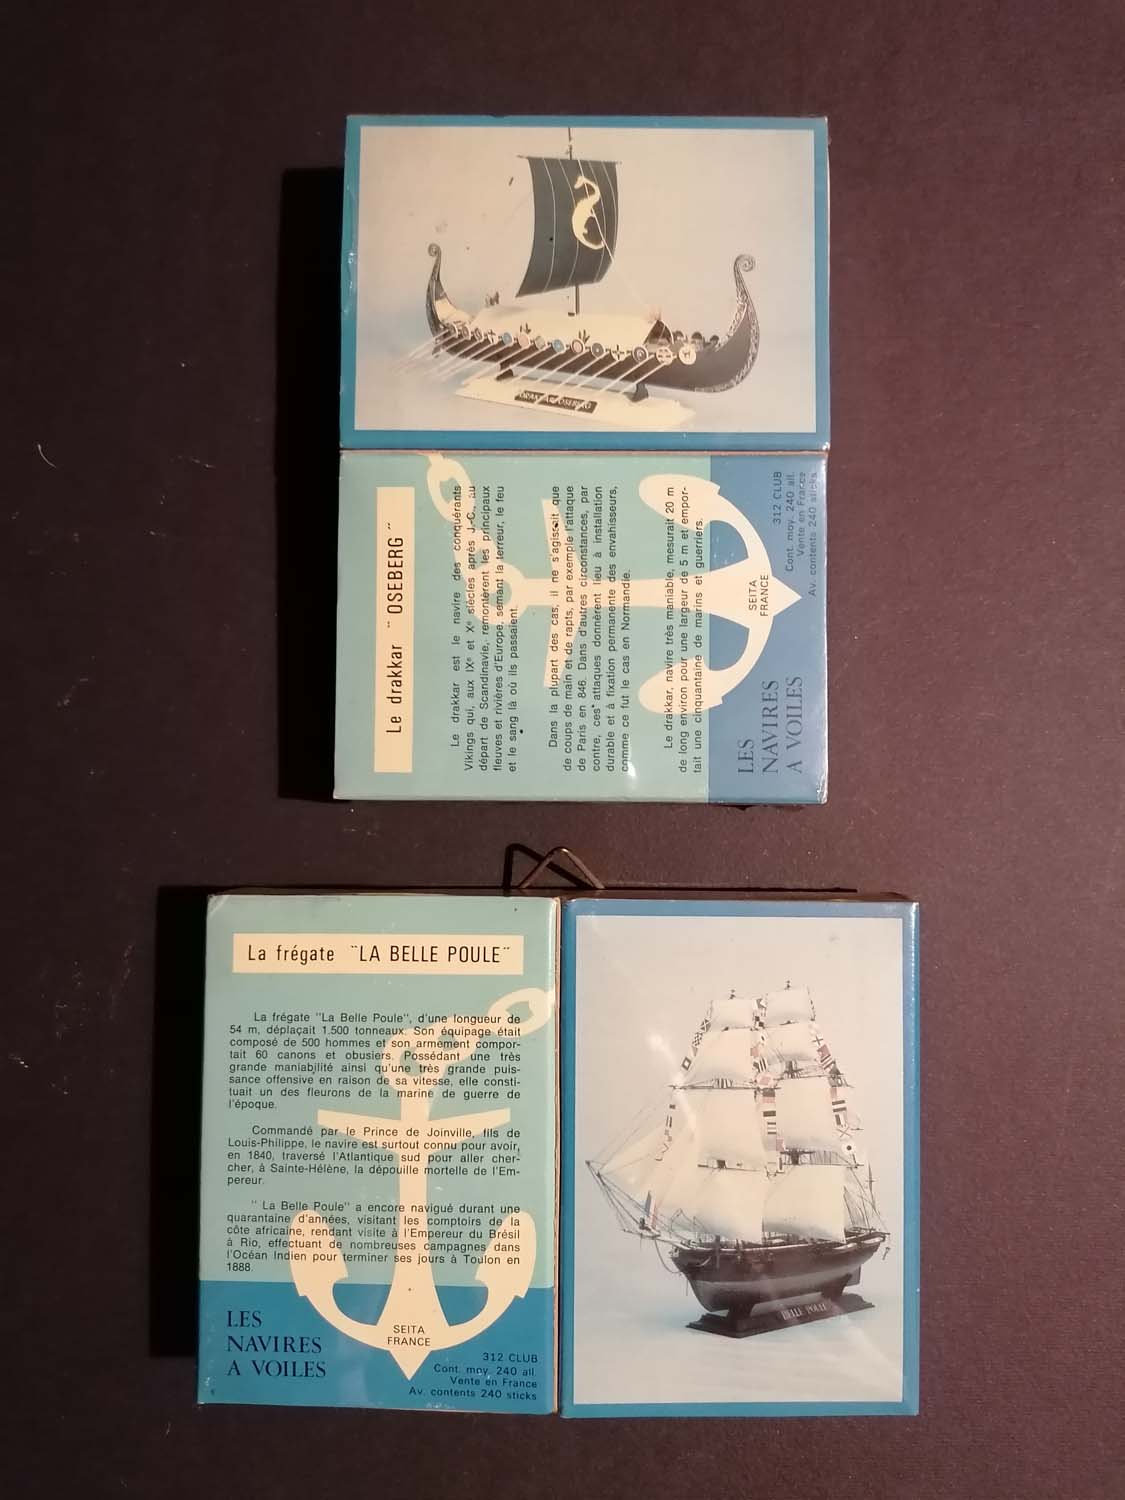 DRAKKAR OSEBERG
Le drakkar "OSEBERG"
Le drakkar est le navire des conquérants
Vikings qui, aux IXe et Xe siècles après J.-C., au
départ de Scandinavie, remontèrent les principaux
fleuves et rivières d'Europe, semant la terreur, le feu
et le sang là où ils passaient.
Dans la plupart des cas, il ne s'agissait que
de coups de main et de rapts, par exemple l'attaque
de Paris en 846. Dans d'autres circonstances, par
contre, ces attaques donnèrent lieu à installation
durable et à fixation permanente des envahisseurs,
comme ce fut le cas en Normandie.
Le drakkar, navire très maniable, mesurait 20 m
de long environ pour une largeur de 5 m et empor-
tait une cinquantaine de marins et guerriers.
LES
NAVIRES
A VOILES
SEITA
FRANCE
312 CLUB
Cont. moy. 240 all.
Vente en France
Av. contents 240 sticks
La frégate "LA BELLE POULE"
La frégate "La Belle Poule", d'une longueur de
54 m, déplaçait 1.500 tonneaux. Son équipage était
composé de 500 hommes et son armement compor-
tait 60 canons et obusiers. Possédant une très
grande maniabilité ainsi qu'une très grande puis-
sance offensive en raison de sa vitesse, elle consti-
tuait un des fleurons de la marine de guerre de
l'époque.
Commandé par le Prince de Joinville, fils de
Louis-Philippe, le navire est surtout connu pour avoir,
en 1840, traversé l'Atlantique sud pour aller cher-
cher, à Sainte-Hélène, la dépouille mortelle de l'Em-
pereur.
"La Belle Poule" a encore navigué durant une
quarantaine d'années, visitant les comptoirs de la
côte africaine, rendant visite à l'Empereur du Brésil
à Rio, effectuant de nombreuses campagnes dans
l'Océan Indien pour terminer ses jours à Toulon en
1888.
LES
NAVIRES
A VOILES
SEITA
FRANCE
312 CLUB
Cont. moy. 240 all.
Vente en France
Av. contents 240 sticks
BELLE POULE